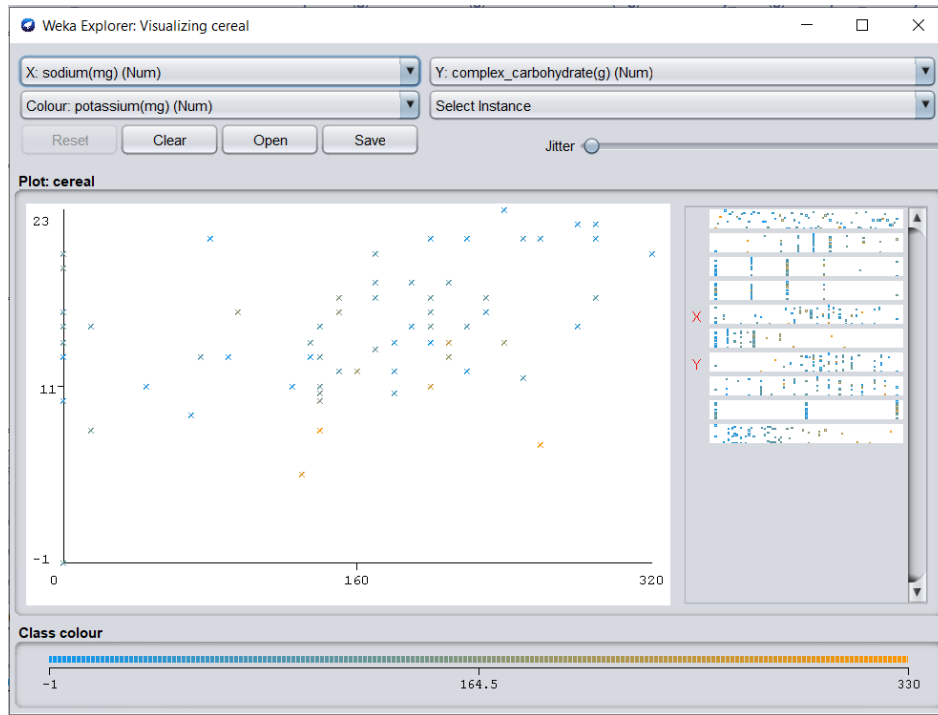 Weka Explorer: Visualizing cereal
X: sodium(mg) (Num)
Y: complex_carbohydrate(g) (Num)
Colour: potassium(mg) (Num)
Select Instance
Reset
Clear
Open
Save
Jitter
Plot: cereal
23
11
-1
0
160
320
X
Y
Class colour
-1
164.5
330